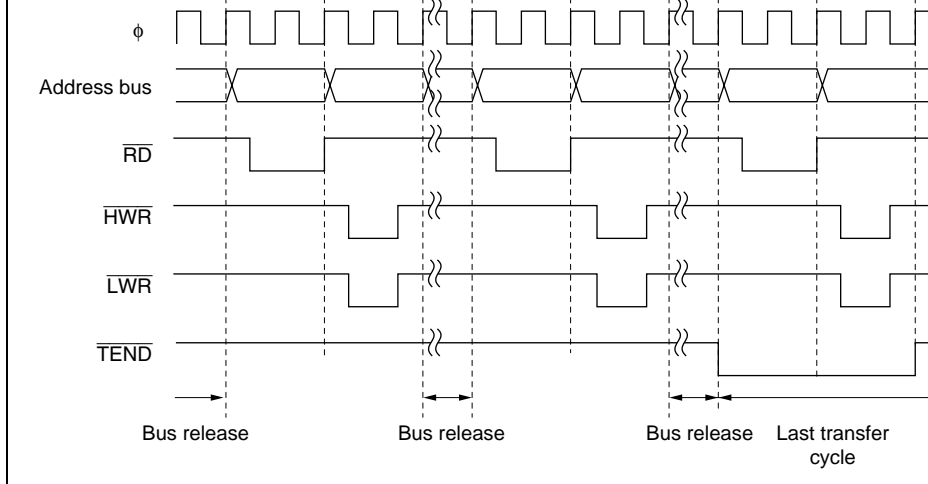 ϕ
Address bus
RD
HWR
LWR
TEND
Bus release
Bus release
Bus release
Last transfer
cycle